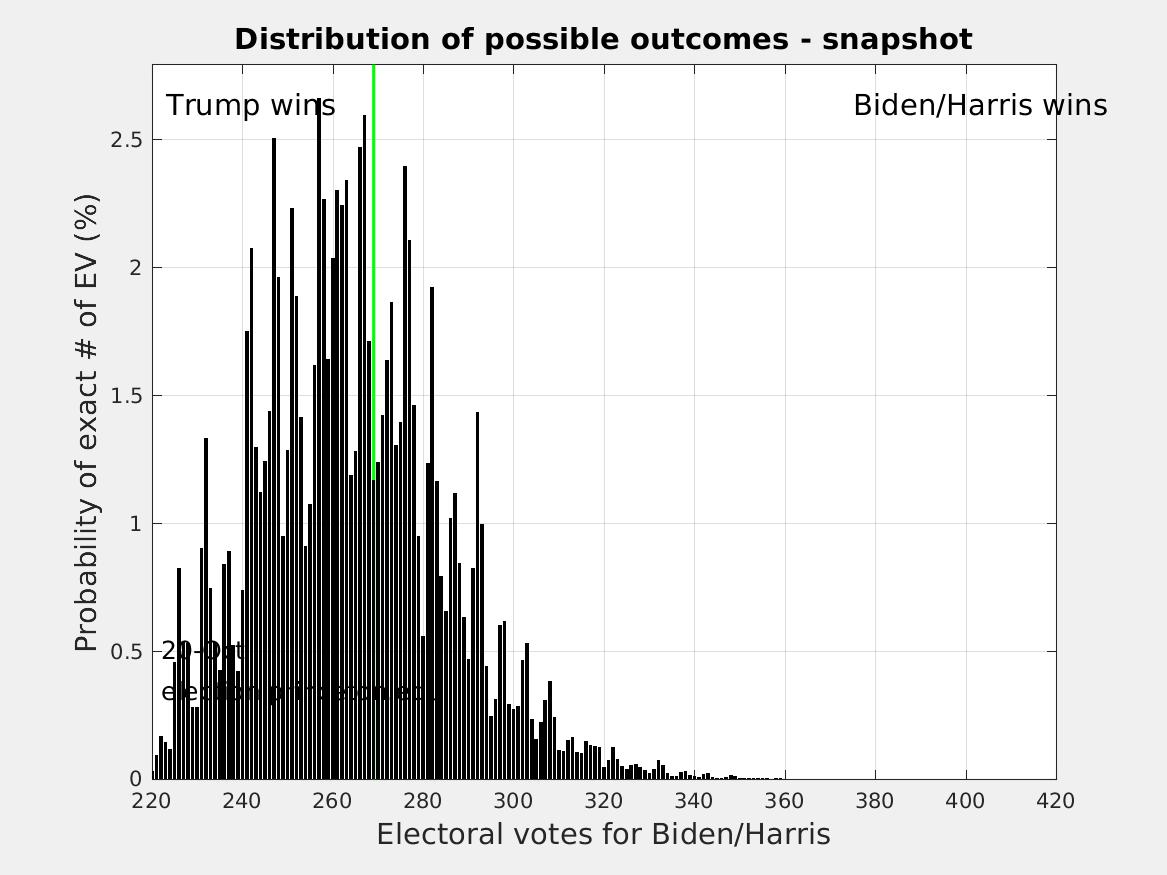 Distribution of possible outcomes - snapshot
Trump wins
Biden/Harris wins
Probability of exact # of EV (%)
2.5
2
1.5
1
0.5
0
20-Oct
220 240 260 280 300 320 340 360 380 400 420
Electoral votes for Biden/Harris